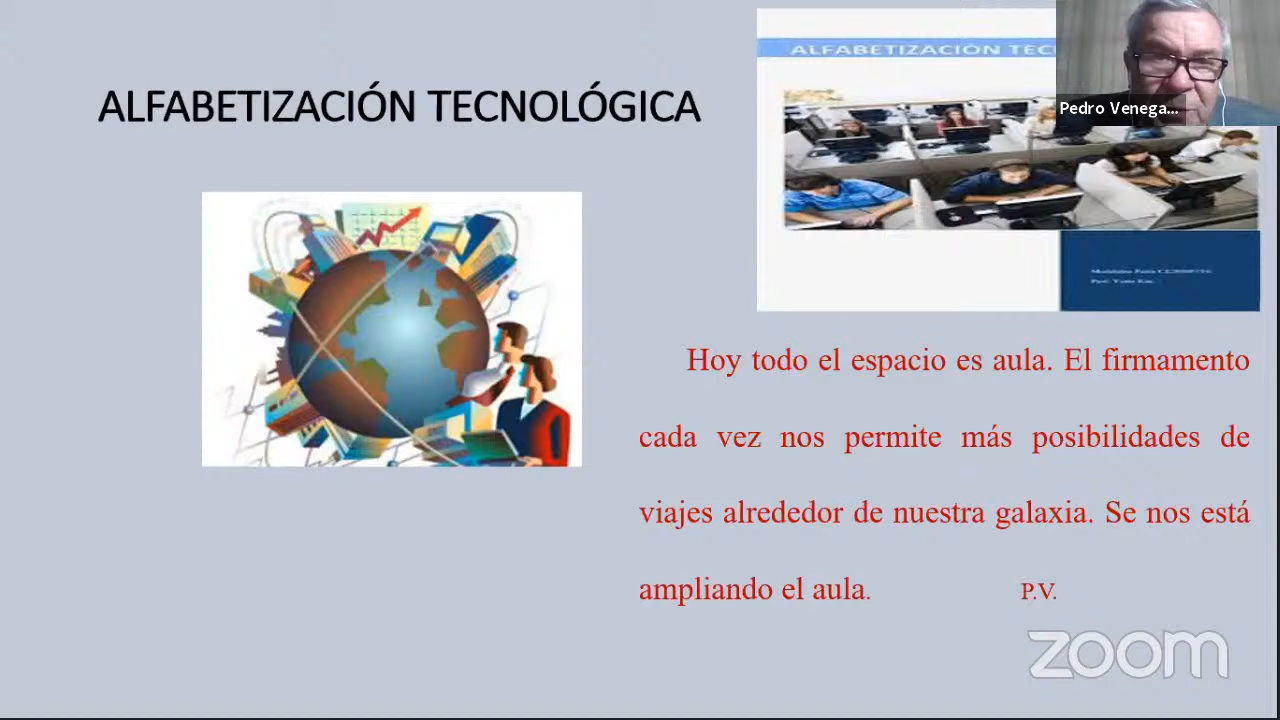 ALFABETIZACIÓN TECNOLÓGICA
ALFABETIZACIÓN TEC
Pedro Venega...
Hoy todo el espacio es aula. El firmamento
cada vez nos permite más posibilidades de
viajes alrededor de nuestra galaxia. Se nos está
ampliando el aula. P.V.
zoom